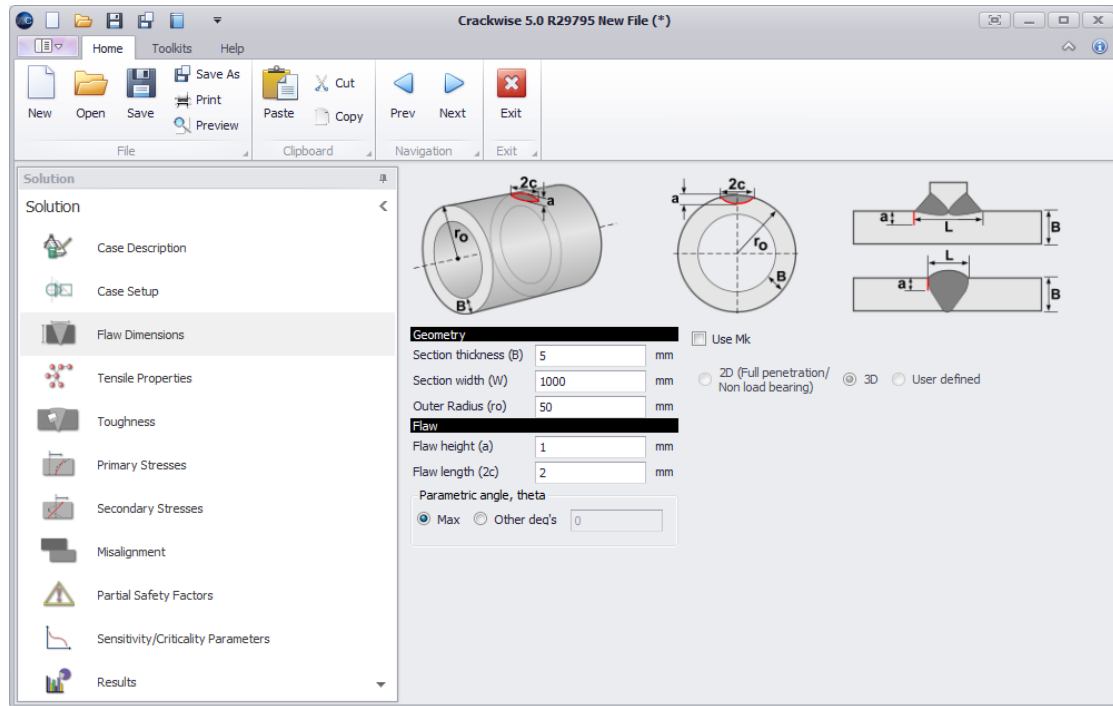 Crackwise 5.0 R29795 New File (*)
Home Toolkits Help
New Open Save Save As Print Preview Paste Cut Copy Prev Next Exit
File Clipboard Navigation Exit
Solution
Solution
Case Description
Case Setup
Flaw Dimensions
Tensile Properties
Toughness
Primary Stresses
Secondary Stresses
Misalignment
Partial Safety Factors
Sensitivity/Criticality Parameters
Results
2c
a
ro
B
2c
a
ro
B
a
L
B
L
a
B
Geometry
Section thickness (B) 5 mm
Section width (W) 1000 mm
Outer Radius (ro) 50 mm
Flaw
Flaw height (a) 1 mm
Flaw length (2c) 2 mm
Parametric angle, theta
Max Other deg's 0
Use Mk
2D (Full penetration/
Non load bearing) 3D User defined